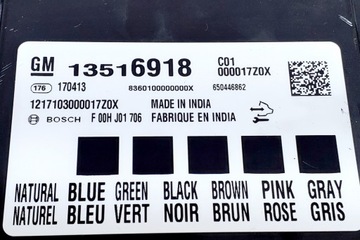 GM 13516918 C01
000017Z0X
176 170413 8360100000000X 650446862
1217103000017Z0X MADE IN INDIA
BOSCH F 00H J01 706 FABRIQUE EN INDIA
NATURAL BLUE GREEN BLACK BROWN PINK GRAY
NATUREL BLEU VERT NOIR BRUN ROSE GRIS